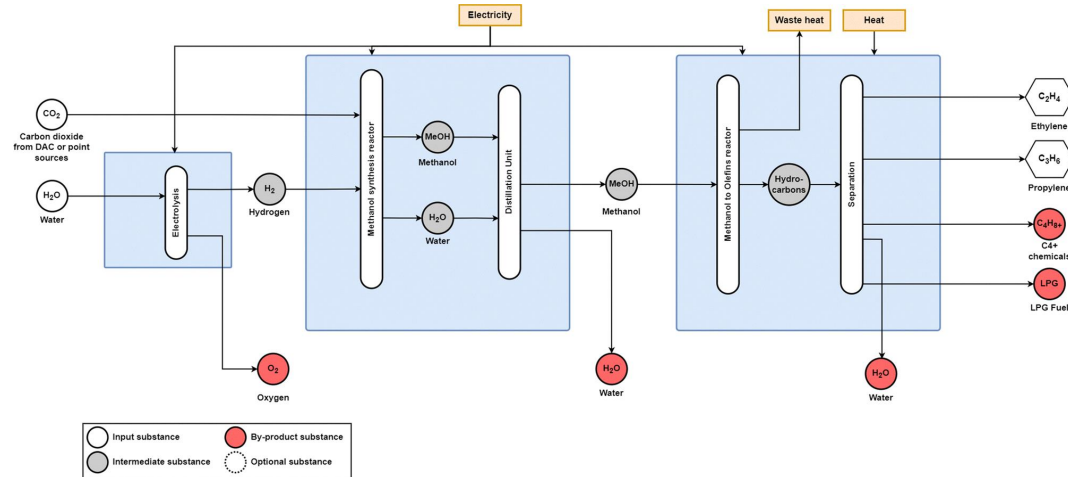 Electricity
Waste heat
Heat
CO₂
Carbon dioxide
from DAC or point
sources
H₂O
Water
Electrolysis
H₂
Hydrogen
O₂
Oxygen
Methanol synthesis reactor
MeOH
Methanol
H₂O
Water
Distillation Unit
MeOH
Methanol
H₂O
Water
Methanol to Olefins reactor
Hydro-
carbons
Separation
C₂H₄
Ethylene
C₃H₆
Propylene
C₄H₈₊
C4+
chemicals
LPG
LPG Fuel
H₂O
Water
Input substance
By-product substance
Intermediate substance
Optional substance